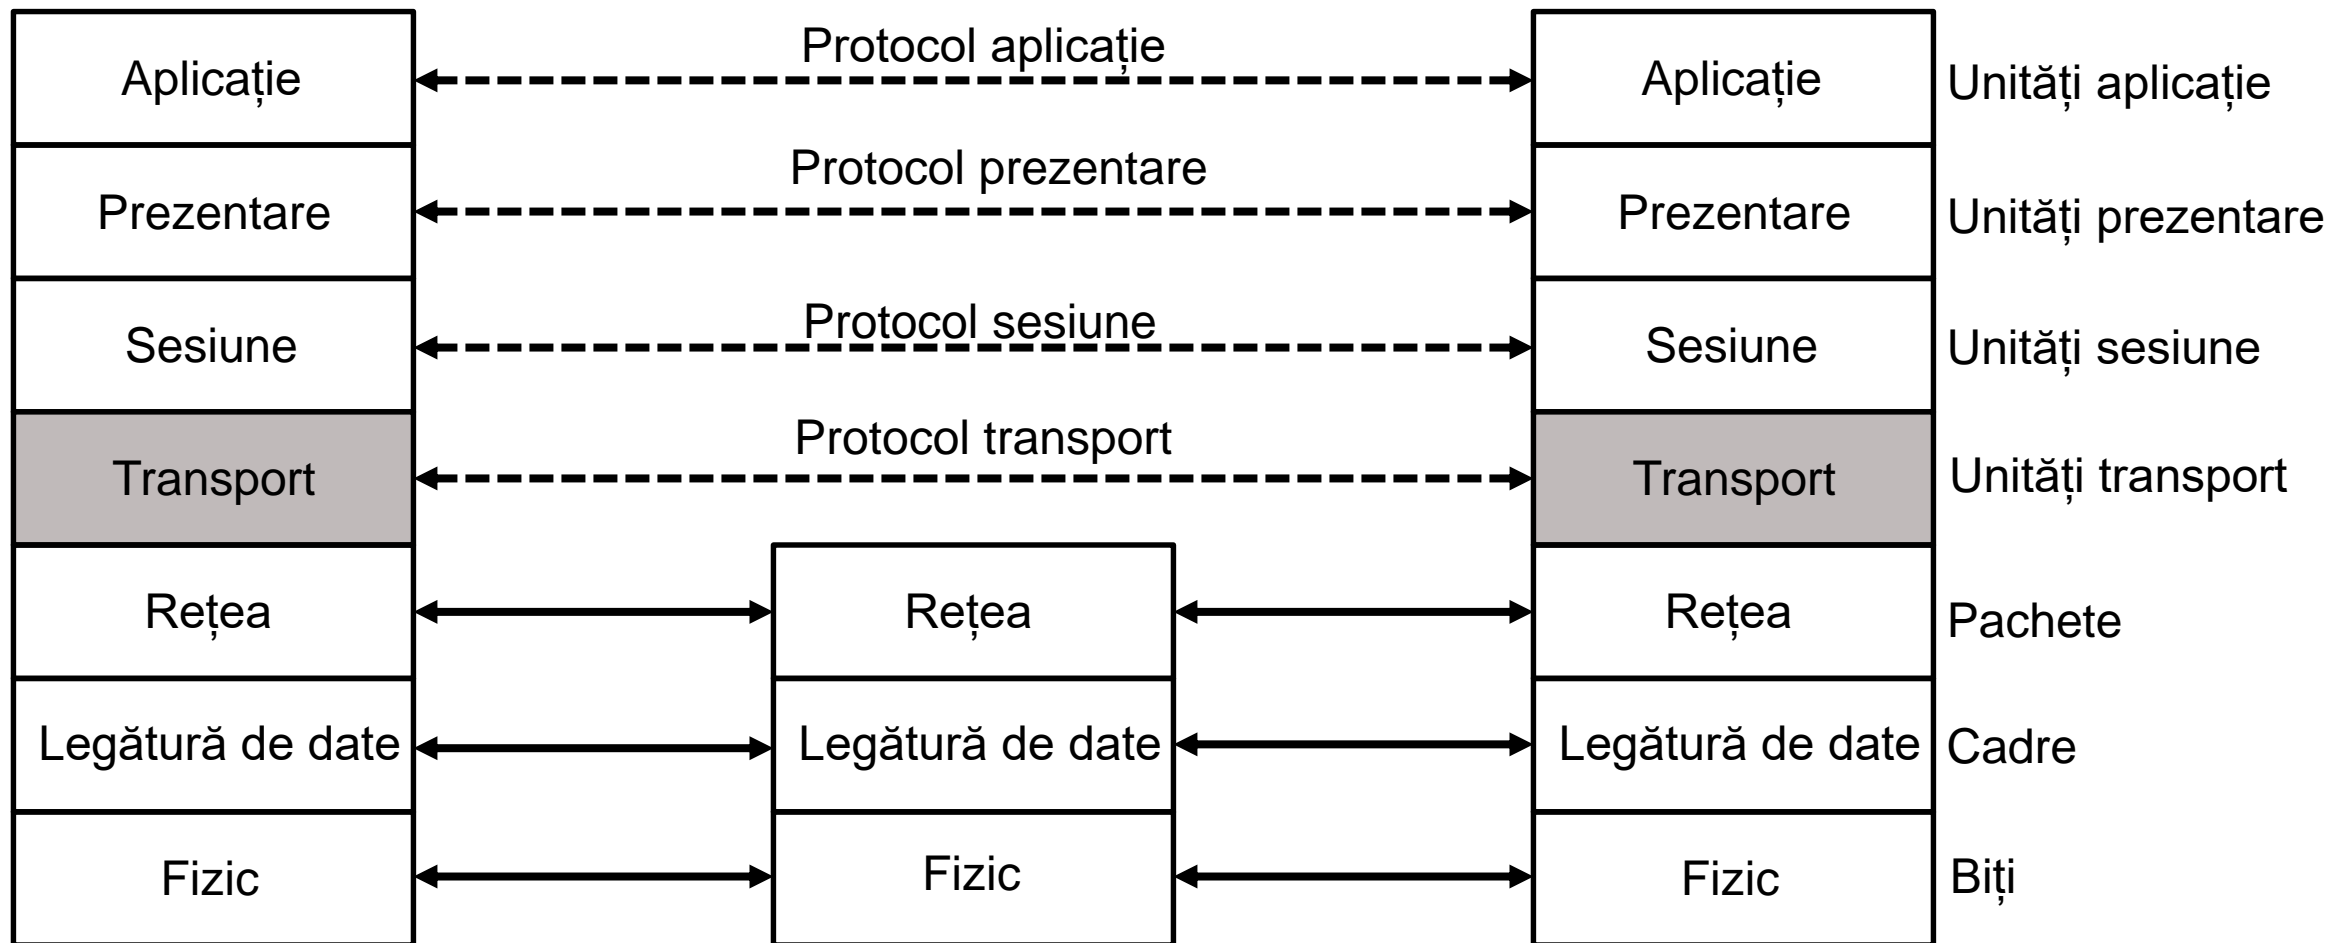 Protocol aplicație
Aplicație
Aplicație
Unități aplicație
Protocol prezentare
Prezentare
Prezentare
Unități prezentare
Protocol sesiune
Sesiune
Sesiune
Unități sesiune
Protocol transport
Transport
Transport
Unități transport
Rețea
Rețea
Rețea
Pachete
Legătură de date
Legătură de date
Legătură de date
Cadre
Fizic
Fizic
Fizic
Biți